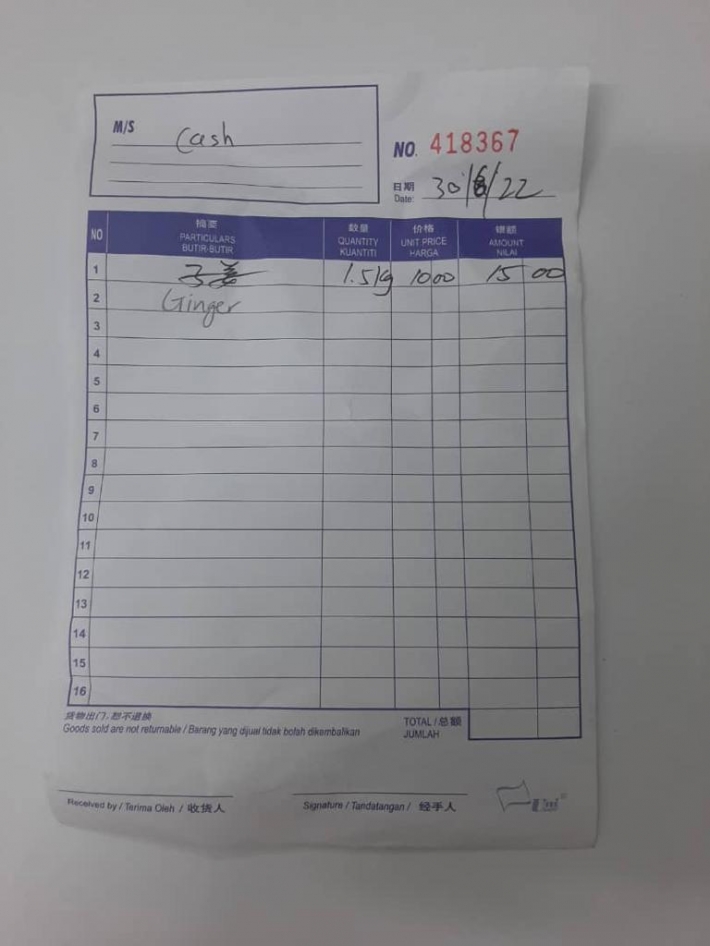 M/S Cash
NO. 418367
日期
Date: 30/6/22
NO 摘要 数量 价格 银额
PARTICULARS QUANTITY UNIT PRICE AMOUNT
BUTIR-BUTIR KUANTITI HARGA NILAI
1 子姜 1.5kg 1000 15 00
2 Ginger
3
4
5
6
7
8
9
10
11
12
13
14
15
16
货物出门,恕不退换
Goods sold are not returnable / Barang yang dijual tidak bolah dikembalikan
TOTAL / 总额
JUMLAH
Received by / Terima Oleh / 收货人
Signature / Tandatangan / 经手人